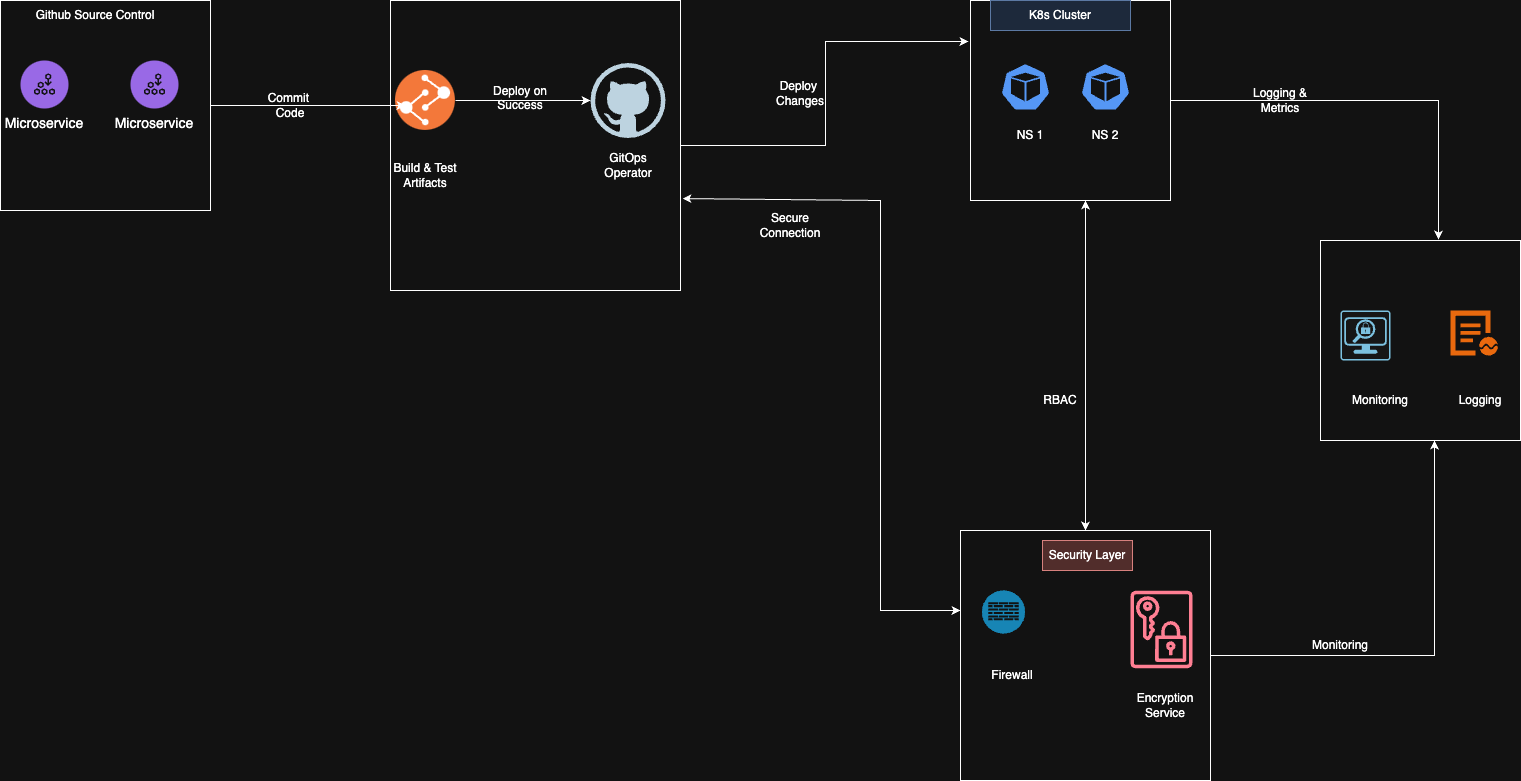 Github Source Control
Microservice
Microservice
Commit
Code
Build & Test
Artifacts
Deploy on
Success
GitOps
Operator
Deploy
Changes
Secure
Connection
K8s Cluster
NS 1
NS 2
Logging &
Metrics
Monitoring
Logging
RBAC
Security Layer
Firewall
Encryption
Service
Monitoring